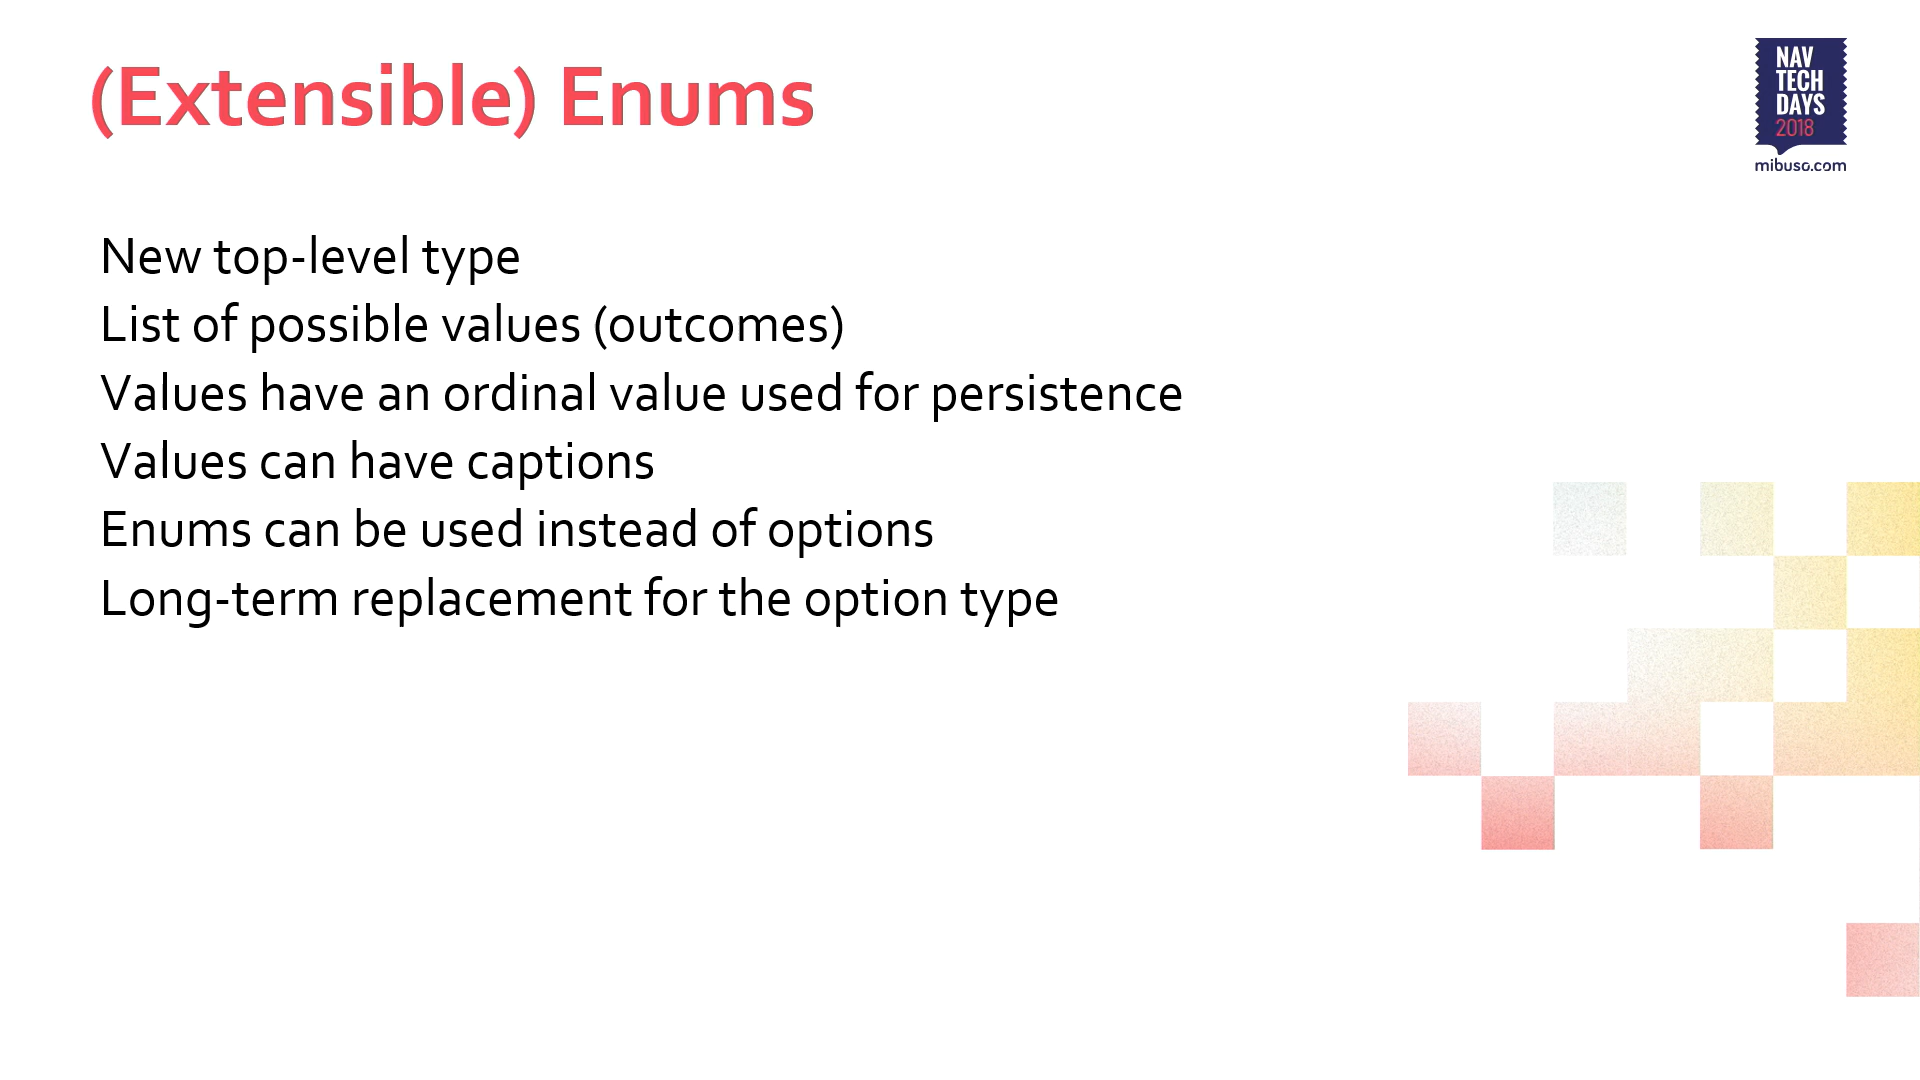 (Extensible) Enums
NAV
TECH
DAYS
2018
mibuso.com
New top-level type
List of possible values (outcomes)
Values have an ordinal value used for persistence
Values can have captions
Enums can be used instead of options
Long-term replacement for the option type